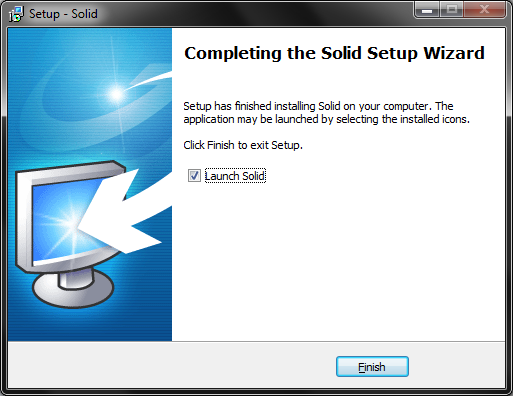 Setup - Solid
Completing the Solid Setup Wizard
Setup has finished installing Solid on your computer. The
application may be launched by selecting the installed icons.
Click Finish to exit Setup.
Launch Solid
Finish